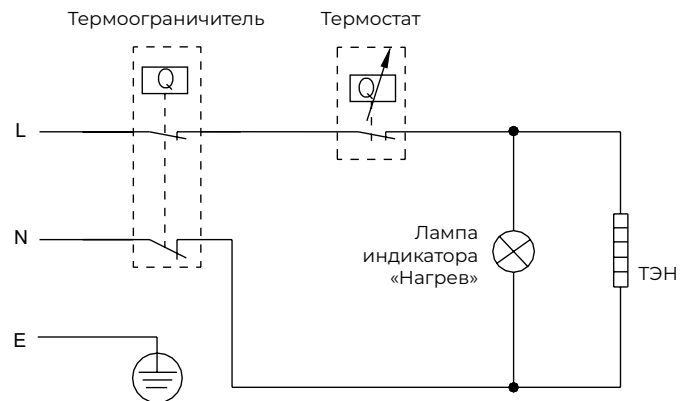 Термоограничитель
Термостат
Q
Q
L
N
Лампа
индикатора
«Нагрев»
ТЭН
E